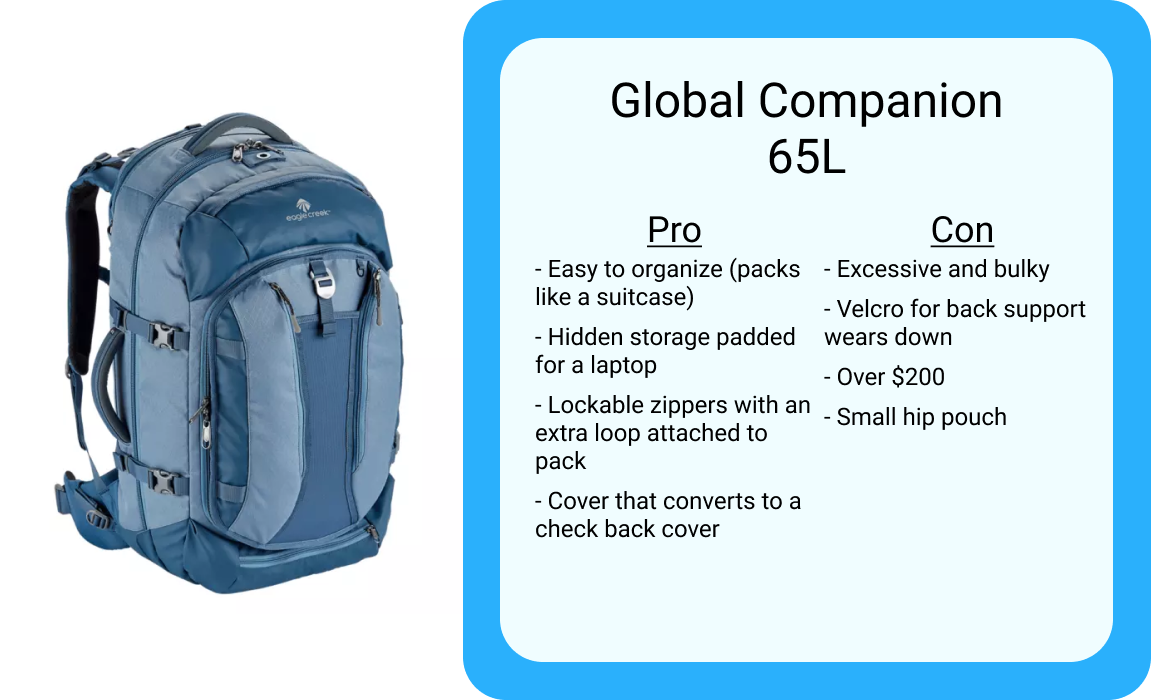 eagle creek
Global Companion
65L
Pro
- Easy to organize (packs
like a suitcase)
- Hidden storage padded
for a laptop
- Lockable zippers with an
extra loop attached to
pack
- Cover that converts to a
check back cover
Con
- Excessive and bulky
- Velcro for back support
wears down
- Over $200
- Small hip pouch